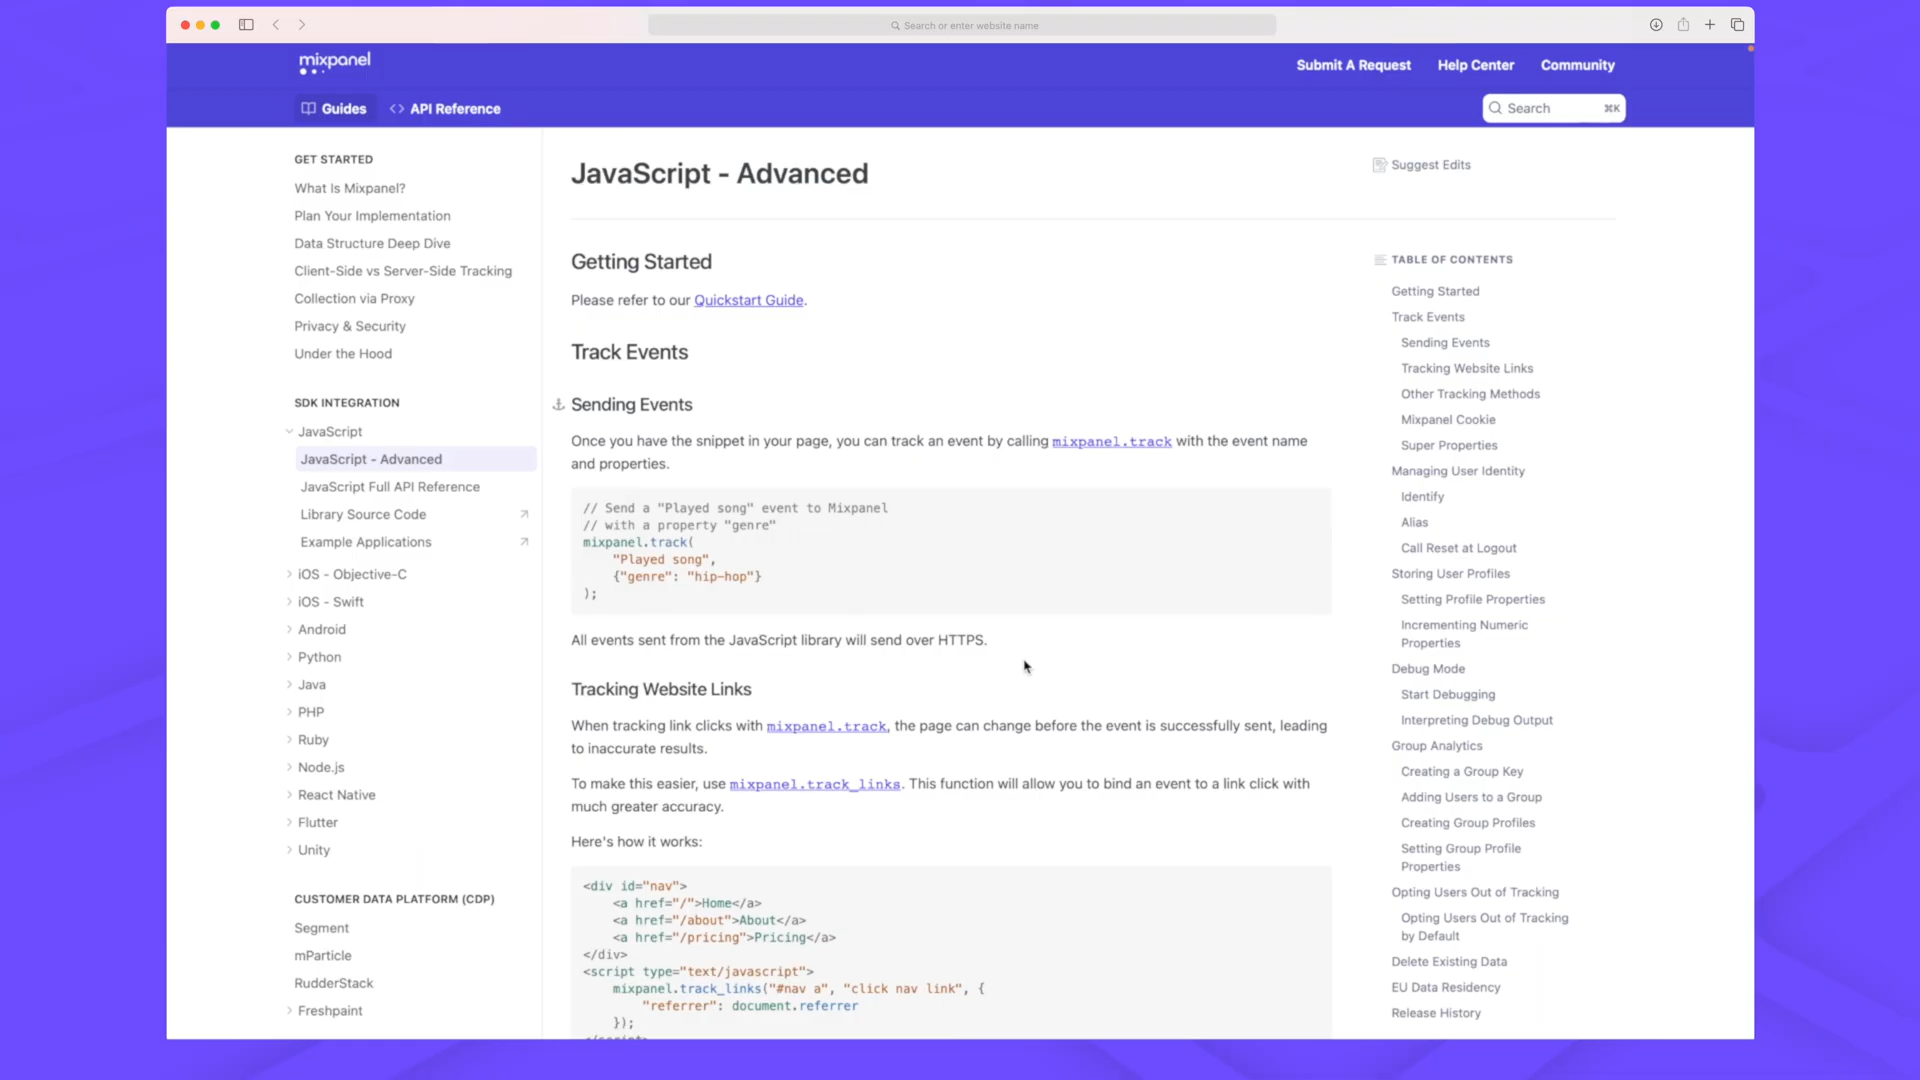 Search or enter website name
mixpanel
Submit A Request
Help Center
Community
Guides
<> API Reference
Search
⌘K
GET STARTED
What Is Mixpanel?
Plan Your Implementation
Data Structure Deep Dive
Client-Side vs Server-Side Tracking
Collection via Proxy
Privacy & Security
Under the Hood
SDK INTEGRATION
JavaScript
JavaScript - Advanced
JavaScript Full API Reference
Library Source Code
Example Applications
iOS - Objective-C
iOS - Swift
Android
Python
Java
PHP
Ruby
Node.js
React Native
Flutter
Unity
CUSTOMER DATA PLATFORM (CDP)
Segment
mParticle
RudderStack
Freshpaint
JavaScript - Advanced
Getting Started
Please refer to our Quickstart Guide.
Track Events
Sending Events
Once you have the snippet in your page, you can track an event by calling mixpanel.track with the event name
and properties.
// Send a "Played song" event to Mixpanel
// with a property "genre"
mixpanel.track(
"Played song",
{"genre": "hip-hop"}
);
All events sent from the JavaScript library will send over HTTPS.
Tracking Website Links
When tracking link clicks with mixpanel.track, the page can change before the event is successfully sent, leading
to inaccurate results.
To make this easier, use mixpanel.track_links. This function will allow you to bind an event to a link click with
much greater accuracy.
Here's how it works:
<div id="nav">
<a href="/">Home</a>
<a href="/about">About</a>
<a href="/pricing">Pricing</a>
</div>
<script type="text/javascript">
mixpanel.track_links("#nav a", "click nav link", {
"referrer": document.referrer
});
Suggest Edits
TABLE OF CONTENTS
Getting Started
Track Events
Sending Events
Tracking Website Links
Other Tracking Methods
Mixpanel Cookie
Super Properties
Managing User Identity
Identify
Alias
Call Reset at Logout
Storing User Profiles
Setting Profile Properties
Incrementing Numeric
Properties
Debug Mode
Start Debugging
Interpreting Debug Output
Group Analytics
Creating a Group Key
Adding Users to a Group
Creating Group Profiles
Setting Group Profile
Properties
Opting Users Out of Tracking
Opting Users Out of Tracking
by Default
Delete Existing Data
EU Data Residency
Release History